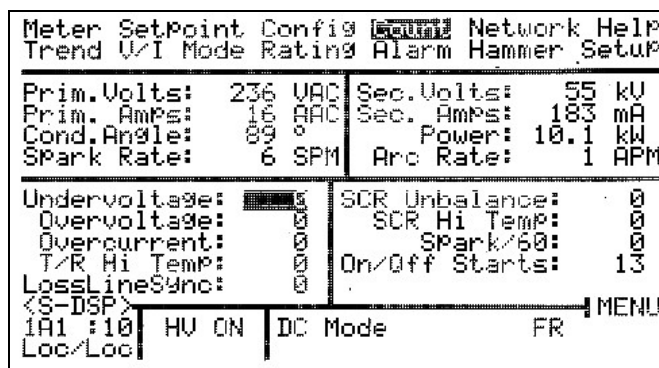 Meter Setpoint Config Count Network Help
Trend V/I Mode Rating Alarm Hammer Setup
Prim.Volts: 236 VAC Sec.Volts: 55 kV
Prim. Amps: 16 AAC Sec. Amps: 183 mA
Cond.Angle: 89 ° Power: 10.1 kW
Spark Rate: 6 SPM Arc Rate: 1 APM
Undervoltage: 5 SCR Unbalance: 0
Overvoltage: 0 SCR Hi Temp: 0
Overcurrent: 0 Spark/60: 0
T/R Hi Temp: 0 On/Off Starts: 13
LossLineSync: 0
<S-DSP> MENU
1A1 :10 HV ON DC Mode FR
Loc/Loc